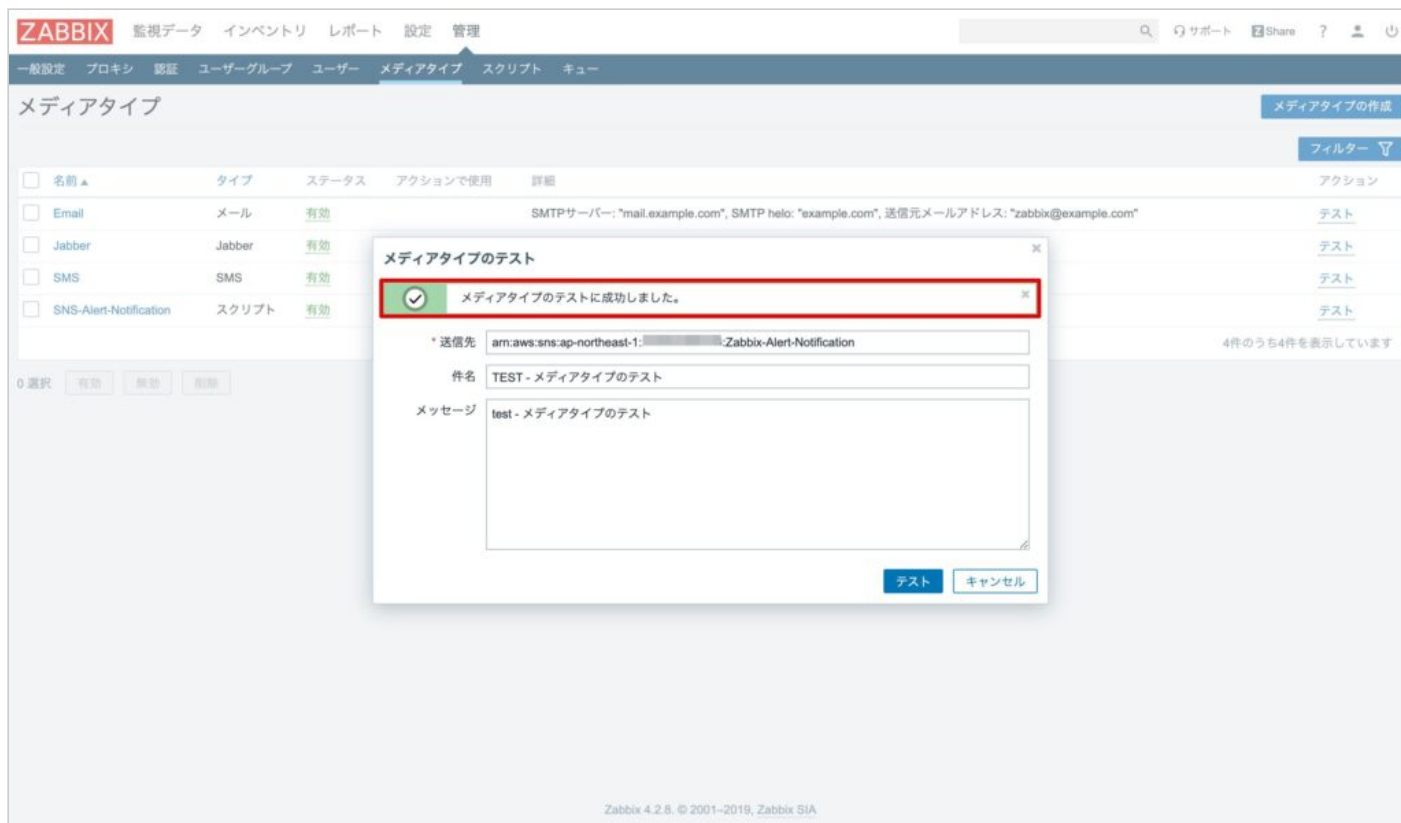 ZABBIX 監視データ インベントリ レポート 設定 管理 サポート Z Share ?
一般設定 プロキシ 認証 ユーザーグループ ユーザー メディアタイプ スクリプト キュー
メディアタイプ メディアタイプの作成
フィルター
名前▲ タイプ ステータス アクションで使用 詳細 アクション
Email メール 有効 SMTPサーバー: "mail.example.com", SMTP helo: "example.com", 送信元メールアドレス: "zabbix@example.com" テスト
Jabber Jabber 有効 テスト
SMS SMS 有効 テスト
SNS-Alert-Notification スクリプト 有効 テスト
4件のうち4件を表示しています
0 選択 有効 無効 削除
メディアタイプのテスト
メディアタイプのテストに成功しました。
* 送信先 arn:aws:sns:ap-northeast-1: :Zabbix-Alert-Notification
件名 TEST - メディアタイプのテスト
メッセージ test - メディアタイプのテスト
テスト キャンセル
Zabbix 4.2.8. © 2001–2019, Zabbix SIA